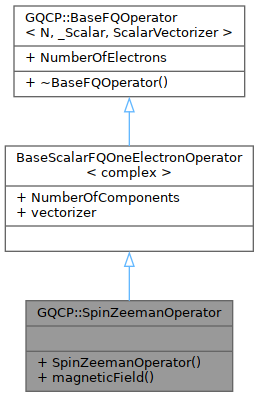 GQCP::BaseFQOperator
< N, _Scalar, ScalarVectorizer >
+ NumberOfElectrons
+ ~BaseFQOperator()
BaseScalarFQOneElectronOperator
< complex >
+ NumberOfComponents
+ vectorizer
GQCP::SpinZeemanOperator
+ SpinZeemanOperator()
+ magneticField()